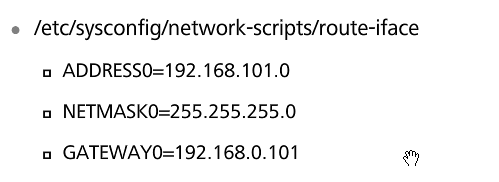 /etc/sysconfig/network-scripts/route-iface
ADDRESS0=192.168.101.0
NETMASK0=255.255.255.0
GATEWAY0=192.168.0.101